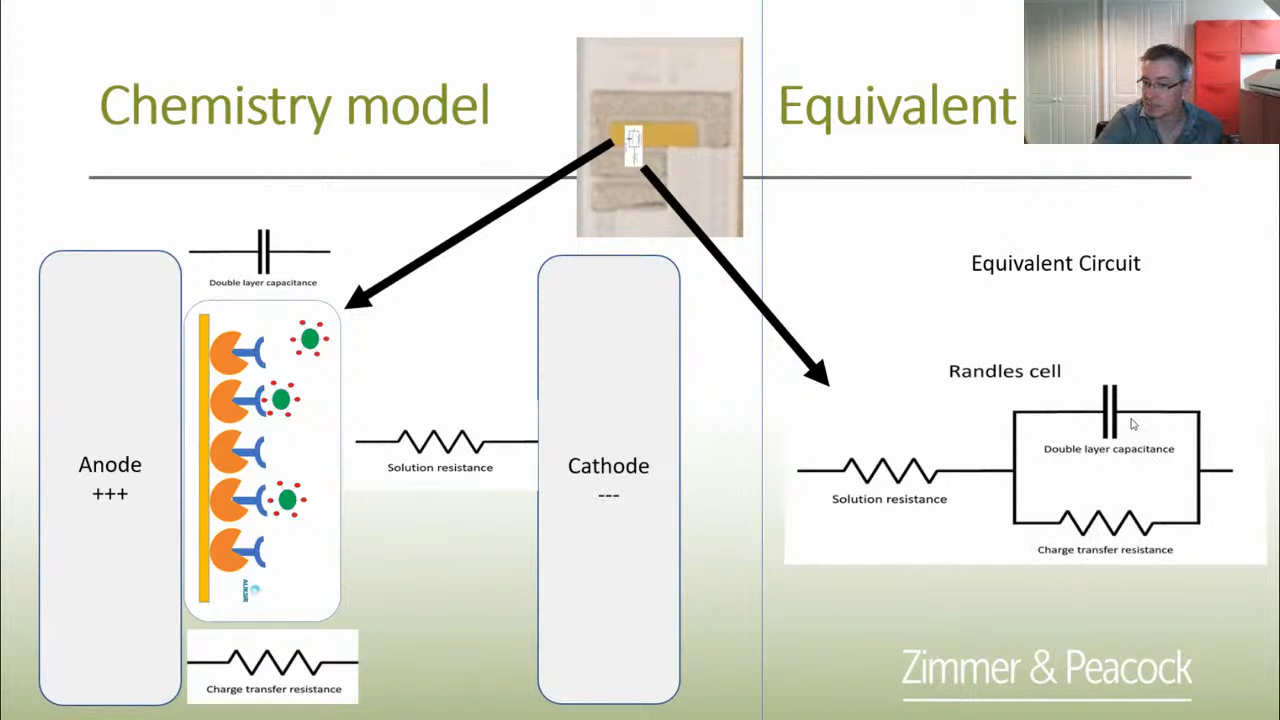 Chemistry model
Equivalent
Double layer capacitance
Anode
+++
Solution resistance
Cathode
---
Charge transfer resistance
Equivalent Circuit
Randles cell
Double layer capacitance
Solution resistance
Charge transfer resistance
Zimmer & Peacock